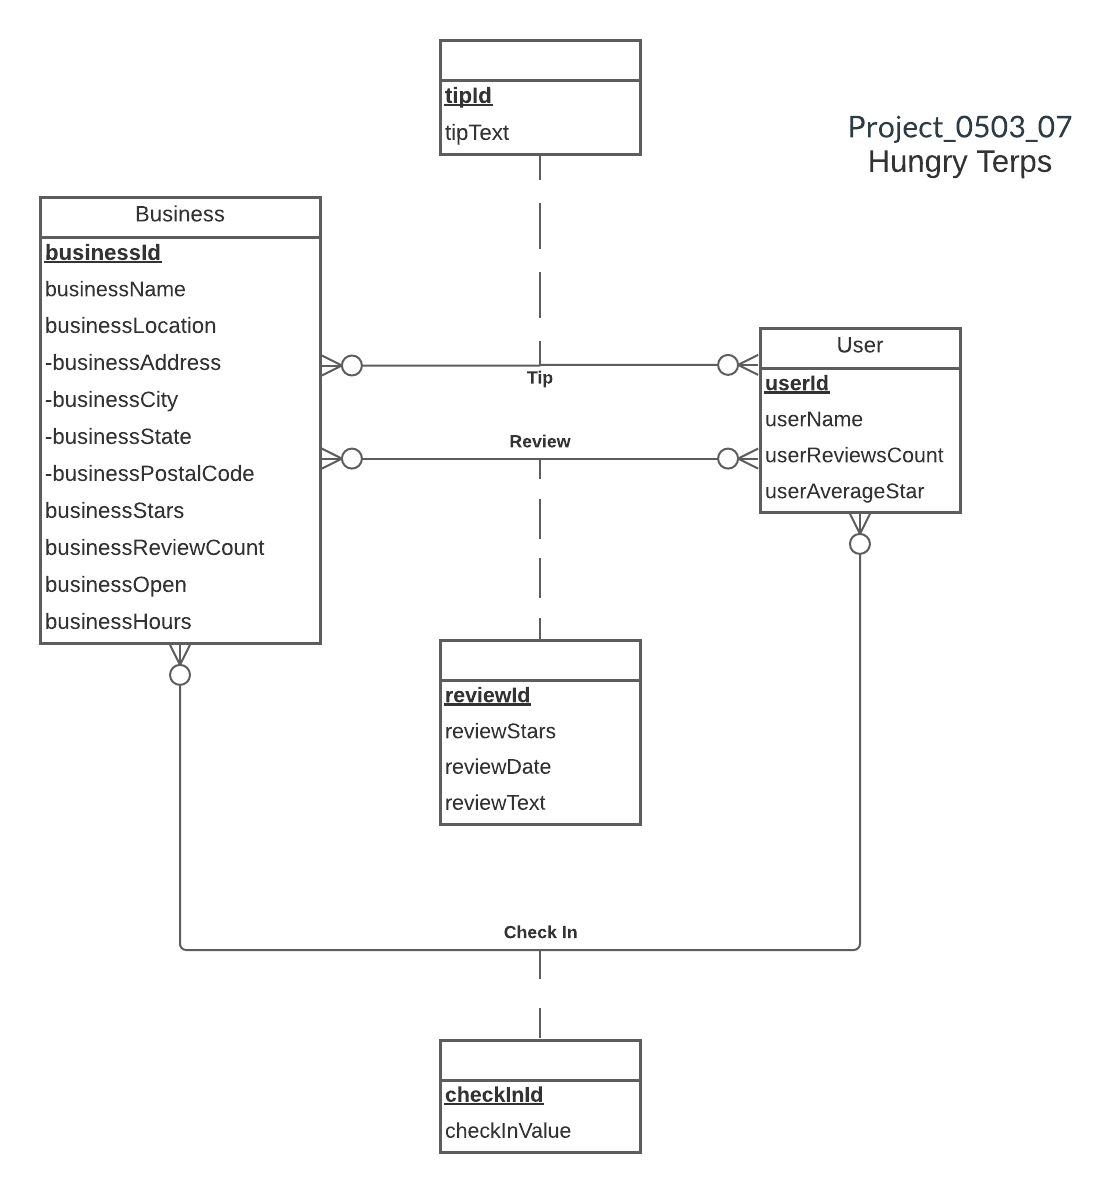 tipId
tipText
Project_0503_07
Hungry Terps
Business
businessId
businessName
businessLocation
-businessAddress
-businessCity
-businessState
-businessPostalCode
businessStars
businessReviewCount
businessOpen
businessHours
Tip
Review
User
userId
userName
userReviewsCount
userAverageStar
reviewId
reviewStars
reviewDate
reviewText
Check In
checkInId
checkInValue